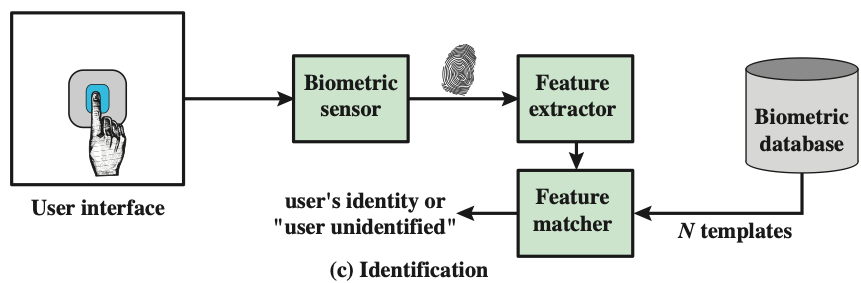 User interface
Biometric
sensor
Feature
extractor
Biometric
database
Feature
matcher
user's identity or
"user unidentified"
N templates
(c) Identification